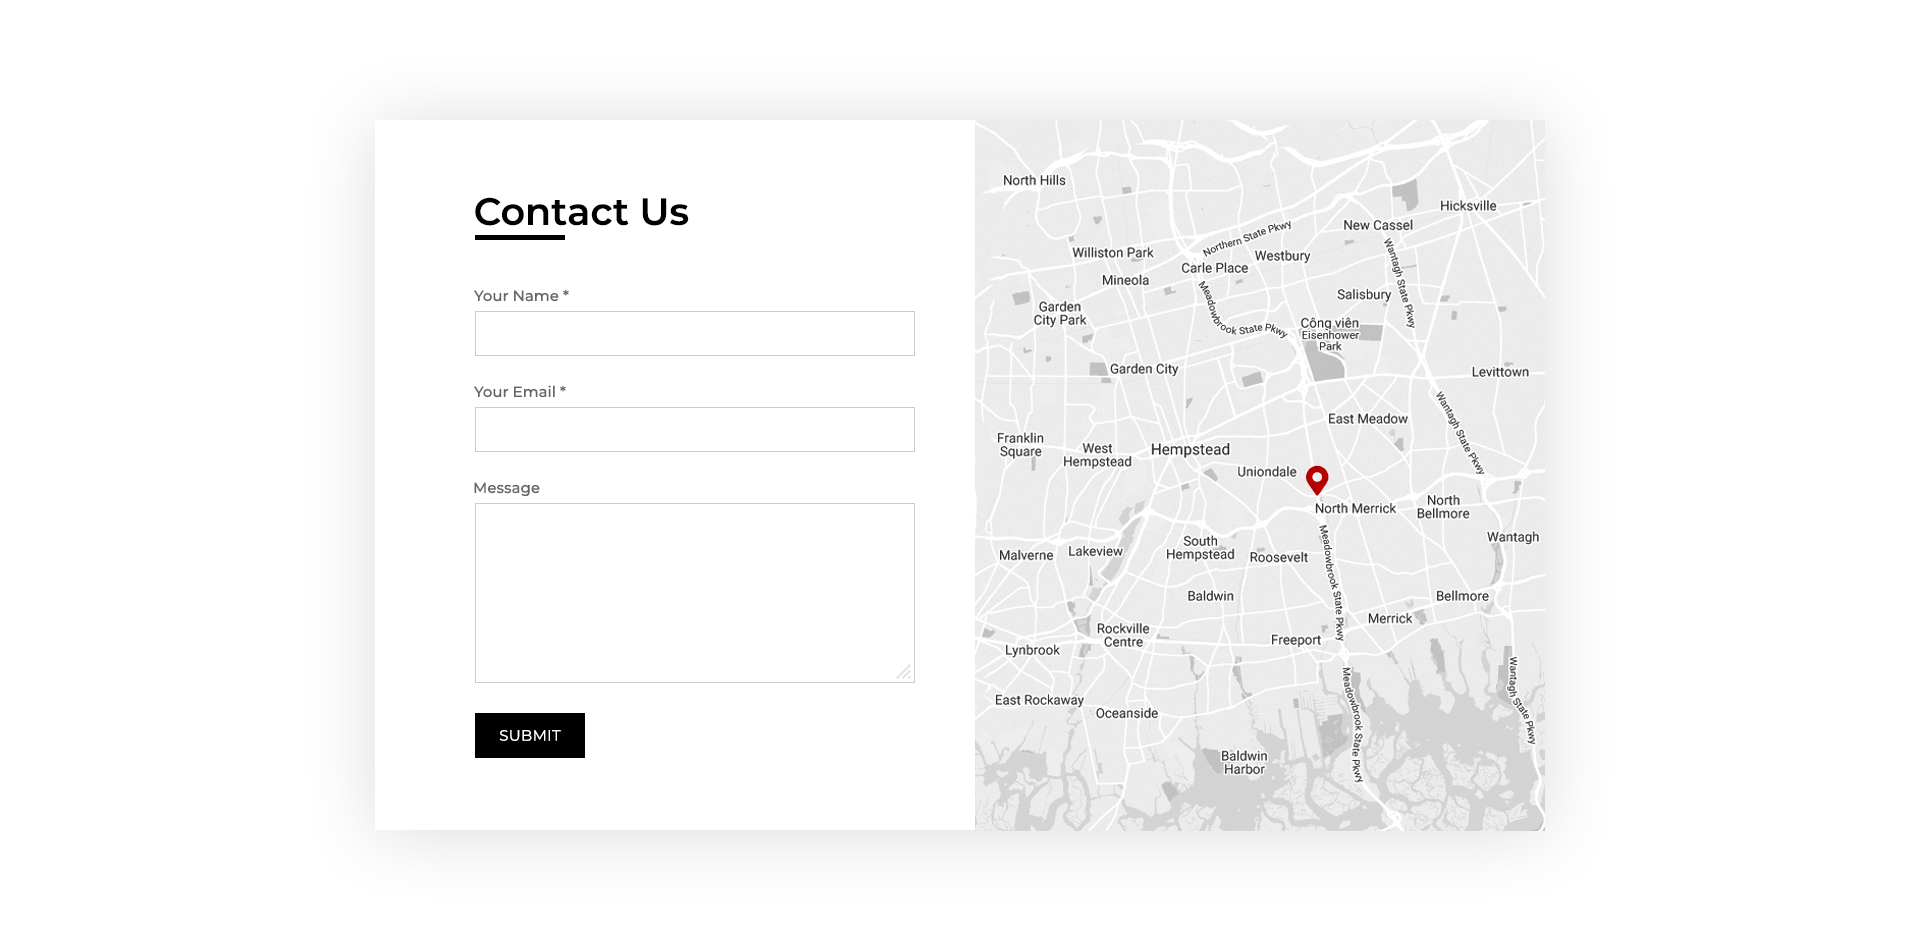 Contact Us
Your Name *
Your Email *
Message
SUBMIT
North Hills
Hicksville
New Cassel
Northern State Pkwy
Williston Park
Westbury
Carle Place
Wantagh State Pkwy
Mineola
Salisbury
Meadowbrook State Pkwy
Garden
City Park
Công viên
Eisenhower
Park
Garden City
Levittown
Wantagh State Pkwy
East Meadow
Franklin
Square
West
Hempstead
Hempstead
Uniondale
North Merrick
North
Bellmore
Wantagh
Malverne
Lakeview
South
Hempstead
Roosevelt
Meadowbrook State Pkwy
Baldwin
Bellmore
Merrick
Rockville
Centre
Freeport
Lynbrook
Wantagh State Pkwy
Meadowbrook State Pkwy
East Rockaway
Oceanside
Baldwin
Harbor